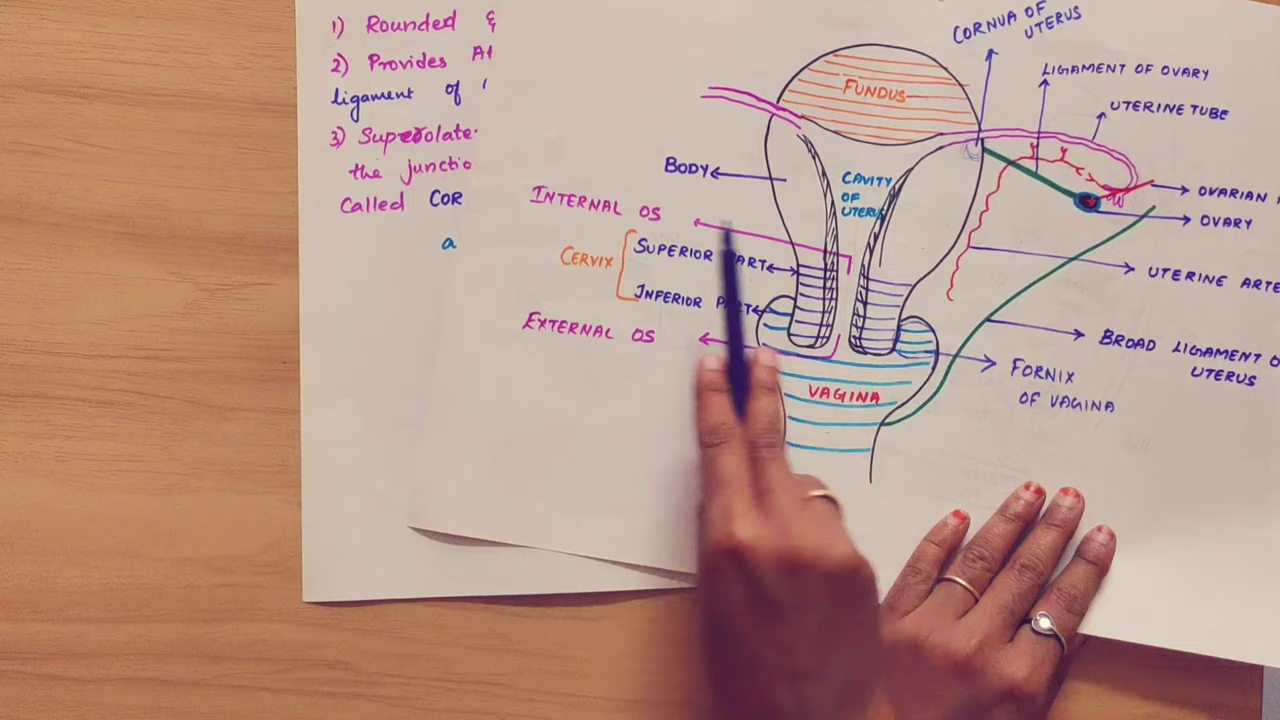 1) Rounded &
2) Provides At
ligament of
3) Superolate
the junctio
Called COR
a
CORNUA OF
UTERUS
LIGAMENT OF OVARY
UTERINE TUBE
FUNDUS
BODY
CAVITY
OF
UTERUS
OVARIAN
OVARY
INTERNAL OS
CERVIX
SUPERIOR PART
INFERIOR PART
EXTERNAL OS
UTERINE ARTE
BROAD LIGAMENT O
UTERUS
FORNIX
OF VAGINA
VAGINA